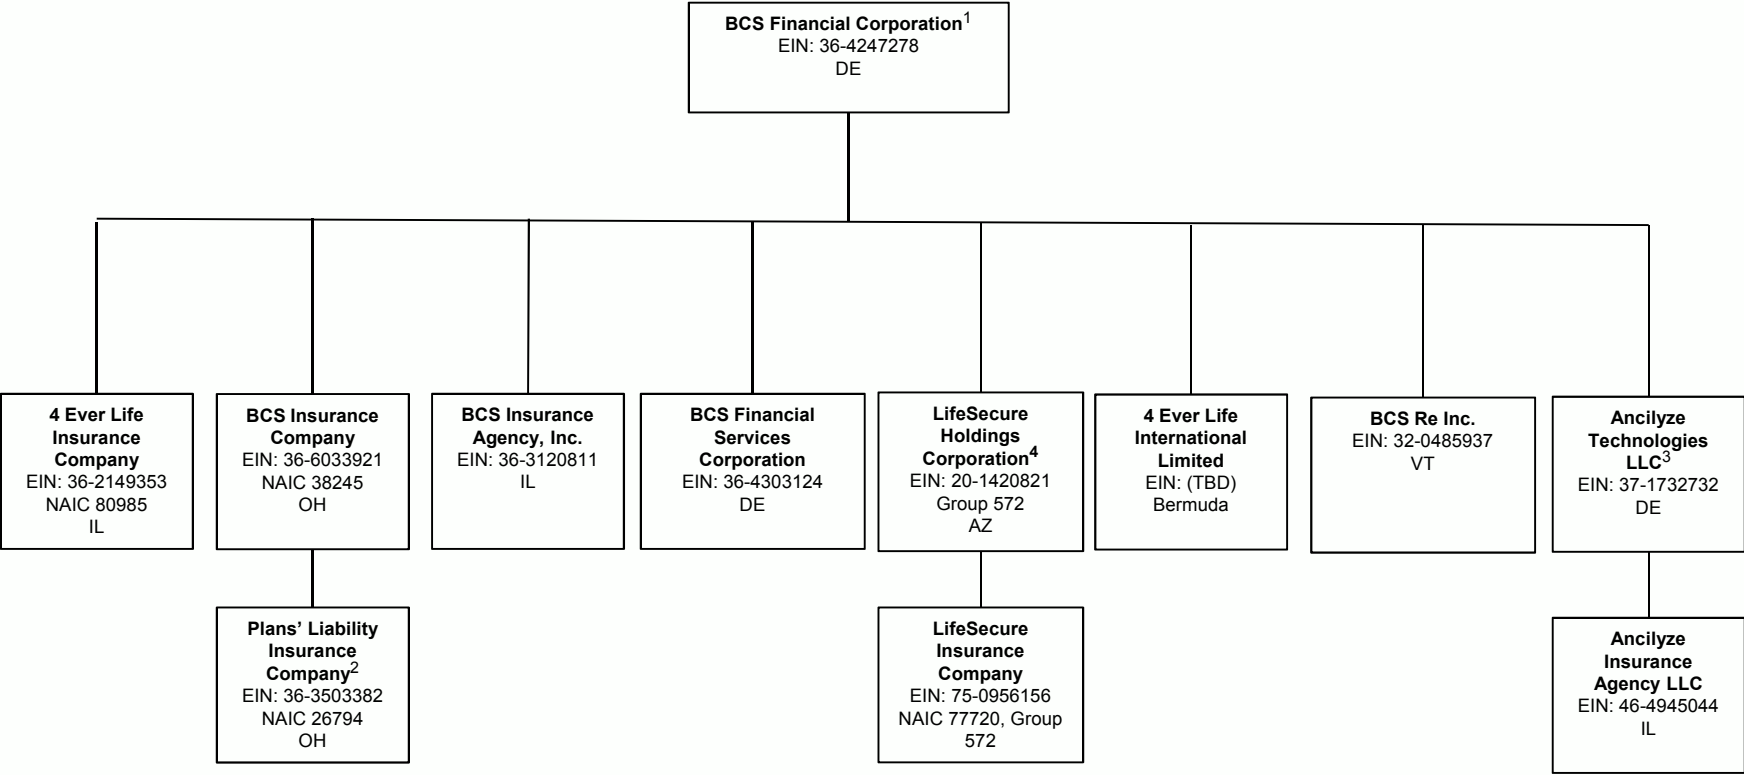 BCS Financial Corporation1
EIN: 36-4247278
DE
4 Ever Life
Insurance
Company
EIN: 36-2149353
NAIC 80985
IL
BCS Insurance
Company
EIN: 36-6033921
NAIC 38245
OH
BCS Insurance
Agency, Inc.
EIN: 36-3120811
IL
BCS Financial
Services
Corporation
EIN: 36-4303124
DE
LifeSecure
Holdings
Corporation4
EIN: 20-1420821
Group 572
AZ
4 Ever Life
International
Limited
EIN: (TBD)
Bermuda
BCS Re Inc.
EIN: 32-0485937
VT
Ancilyze
Technologies
LLC3
EIN: 37-1732732
DE
Plans’ Liability
Insurance
Company2
EIN: 36-3503382
NAIC 26794
OH
LifeSecure
Insurance
Company
EIN: 75-0956156
NAIC 77720, Group
572
Ancilyze
Insurance
Agency LLC
EIN: 46-4945044
IL